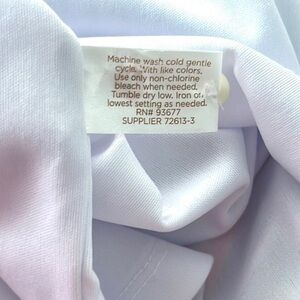 Machine wash cold gentle
cycle. With like colors.
Use only non-chlorine
bleach when needed.
Tumble dry low. Iron on
lowest setting as needed.
RN# 93677
SUPPLIER 72613-3